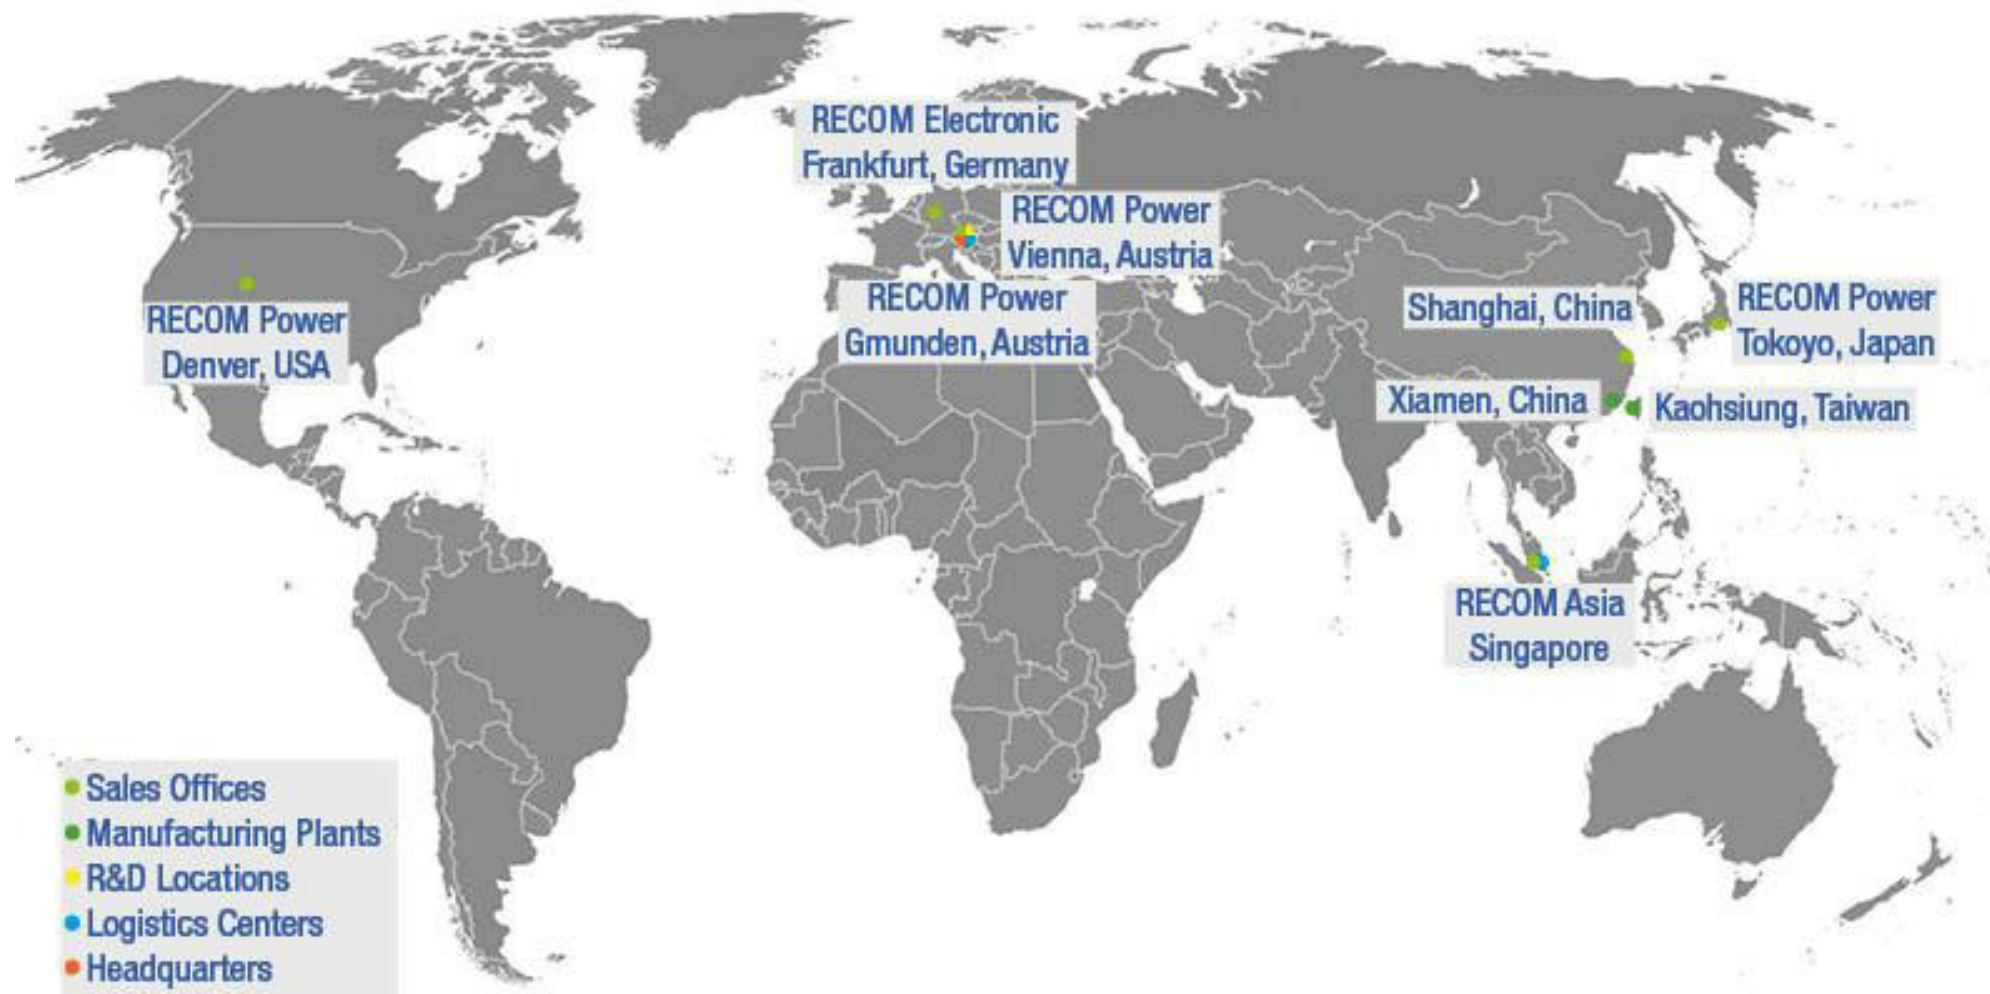 RECOM Electronic
Frankfurt, Germany
RECOM Power
Vienna, Austria
RECOM Power
Gmunden, Austria
RECOM Power
Denver, USA
Shanghai, China
RECOM Power
Tokoyo, Japan
Xiamen, China
Kaohsiung, Taiwan
RECOM Asia
Singapore
Sales Offices
Manufacturing Plants
R&D Locations
Logistics Centers
Headquarters